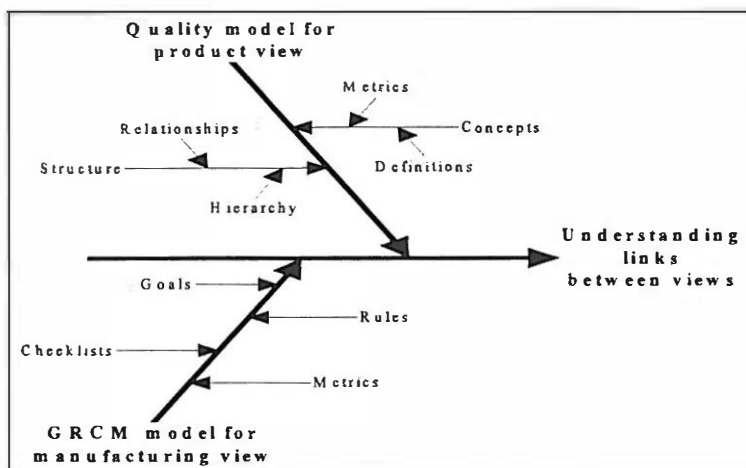 Quality model for
product view
Metrics
Concepts
Relationships
Definitions
Structure
Hierarchy
Understanding
links
between views
Goals
Rules
Checklists
Metrics
GRCM model for
manufacturing view